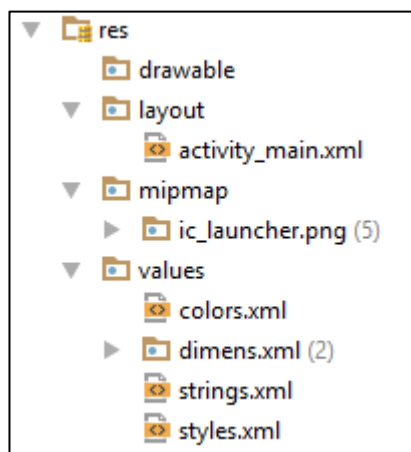 res
drawable
layout
activity_main.xml
mipmap
ic_launcher.png (5)
values
colors.xml
dimens.xml (2)
strings.xml
styles.xml